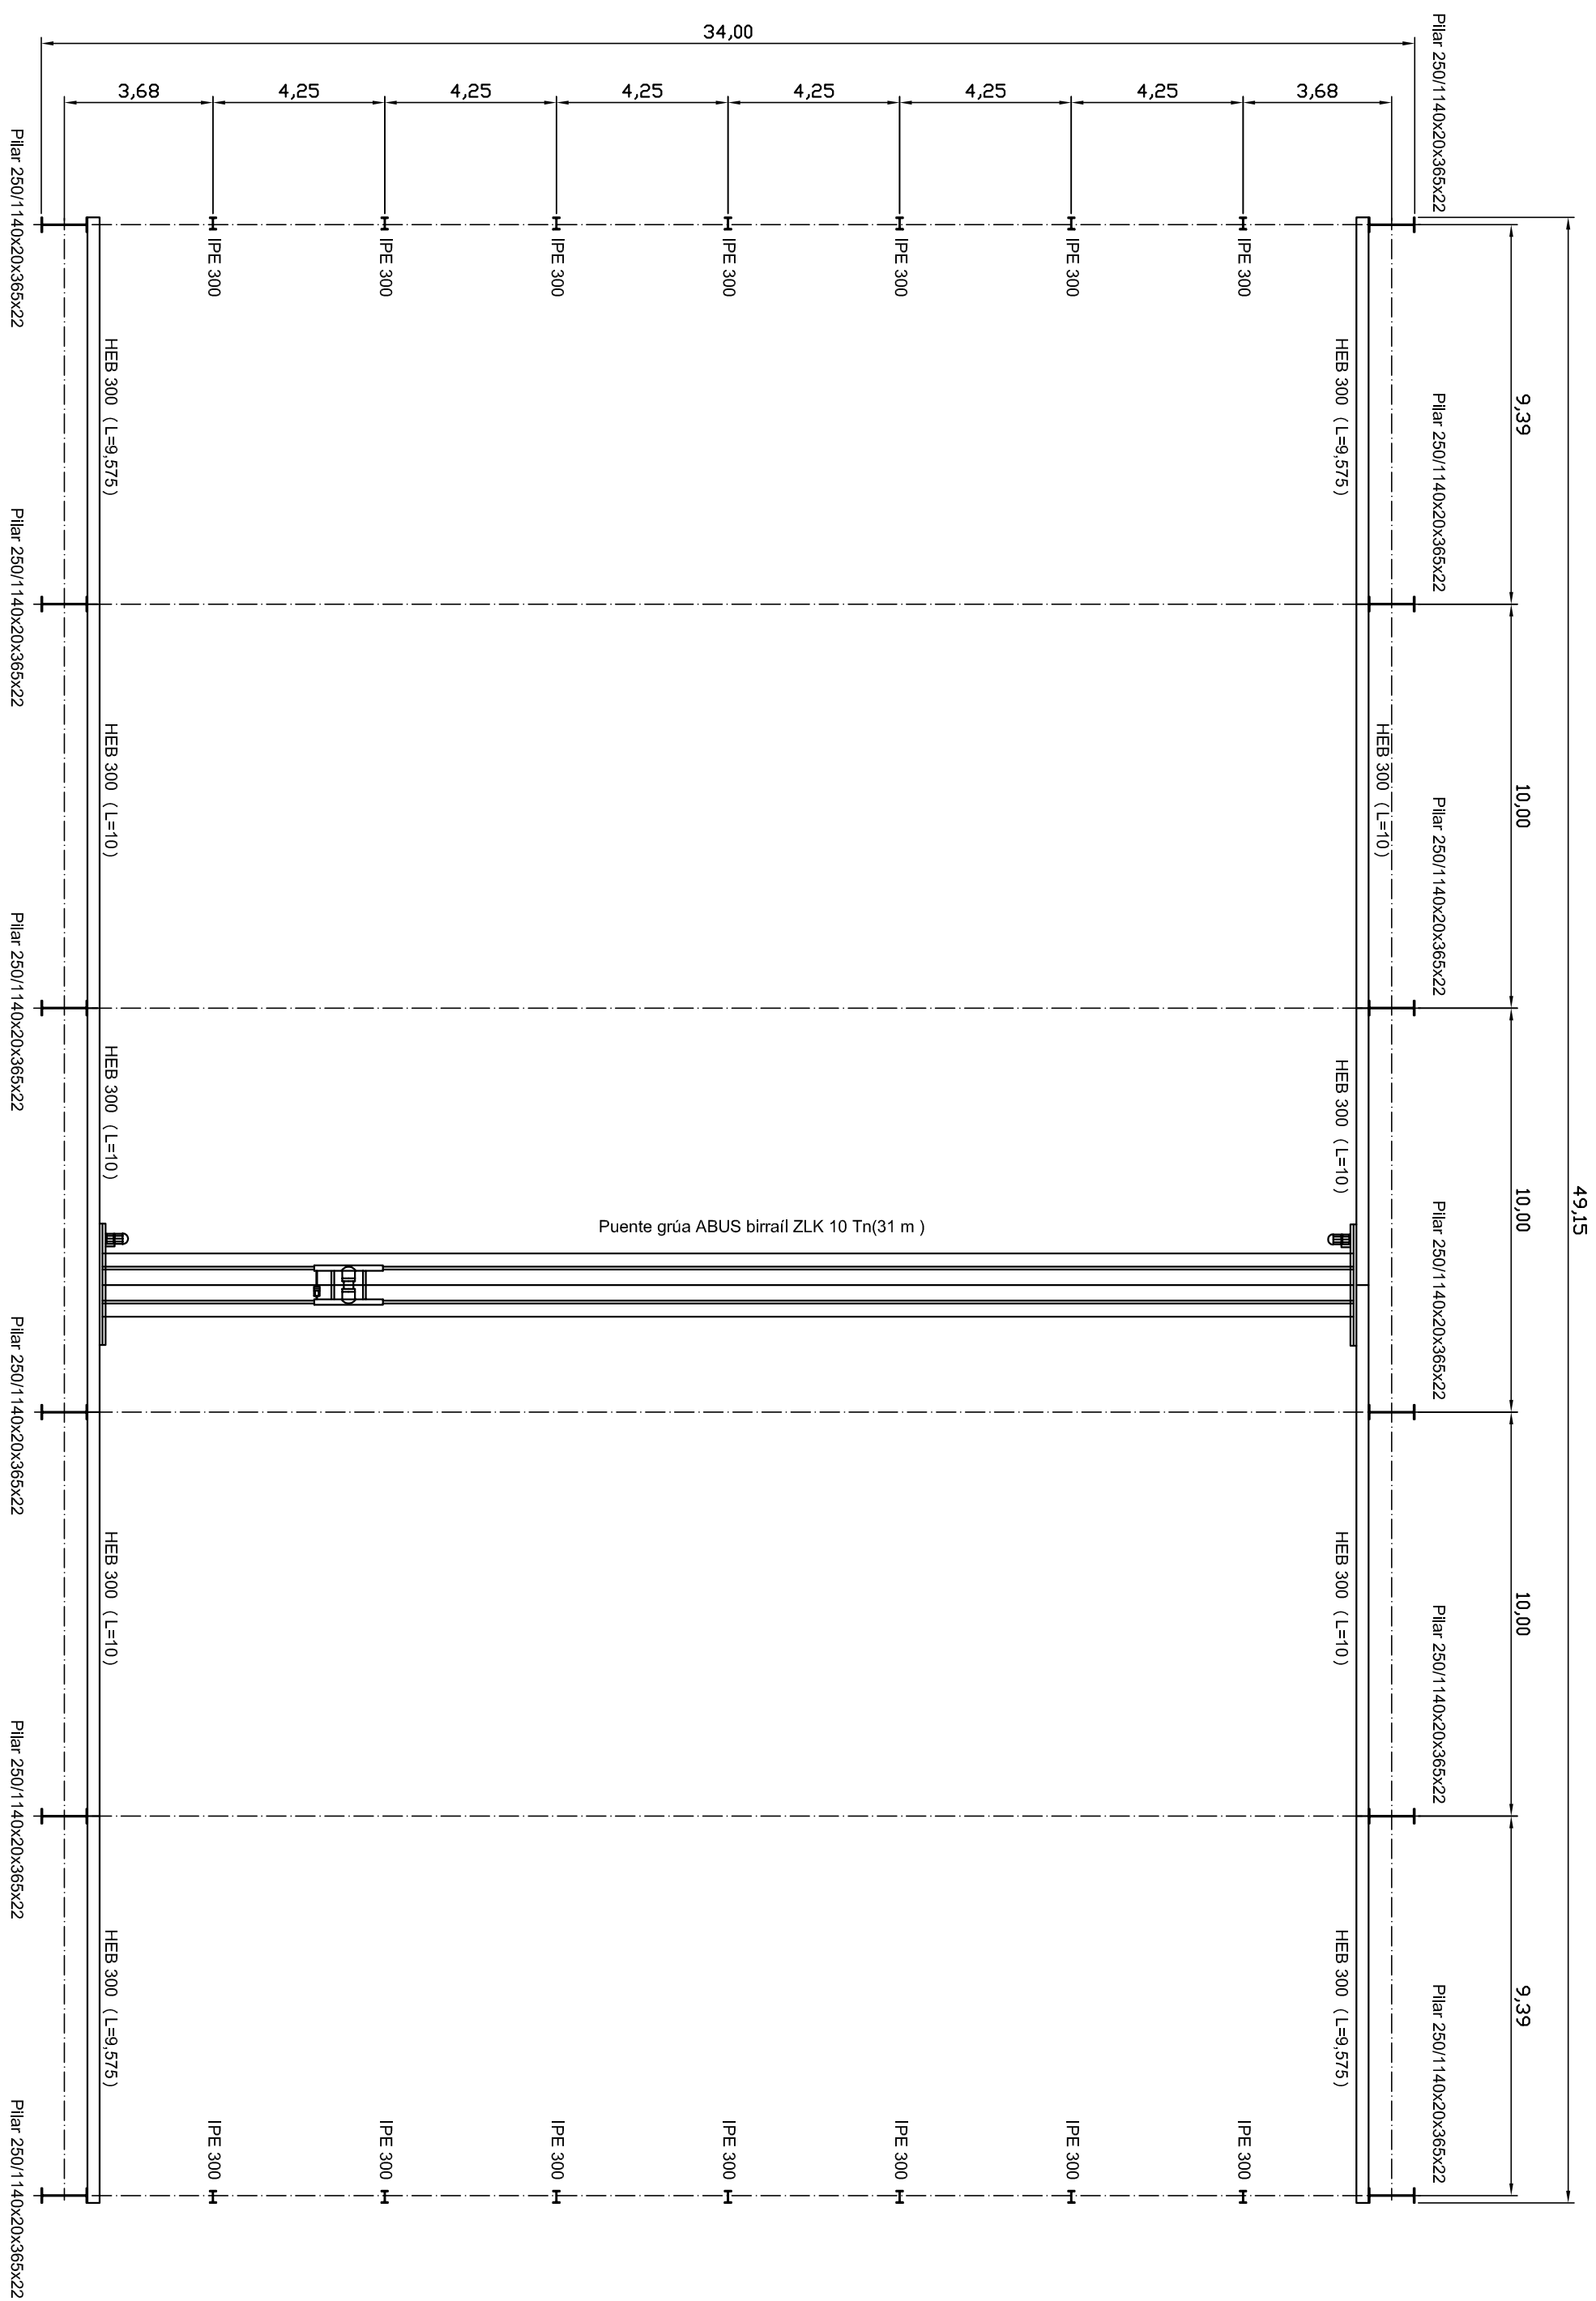 34,00
3,68
4,25
4,25
4,25
4,25
4,25
4,25
3,68
Pilar 250/1140x20x365x22
Pilar 250/1140x20x365x22
Pilar 250/1140x20x365x22
Pilar 250/1140x20x365x22
Pilar 250/1140x20x365x22
Pilar 250/1140x20x365x22
49,15
9,39
10,00
10,00
10,00
9,39
IPE 300
IPE 300
IPE 300
IPE 300
IPE 300
IPE 300
IPE 300
HEB 300 ( L=9,575 )
HEB 300 ( L=10 )
HEB 300 ( L=10 )
HEB 300 ( L=10 )
HEB 300 ( L=9,575 )
Puente grúa ABUS birraíl ZLK 10 Tn(31 m )
HEB 300 ( L=9,575 )
HEB 300 ( L=10 )
HEB 300 ( L=10 )
HEB 300 ( L=10 )
HEB 300 ( L=9,575 )
IPE 300
IPE 300
IPE 300
IPE 300
IPE 300
IPE 300
IPE 300
Pilar 250/1140x20x365x22
Pilar 250/1140x20x365x22
Pilar 250/1140x20x365x22
Pilar 250/1140x20x365x22
Pilar 250/1140x20x365x22
Pilar 250/1140x20x365x22